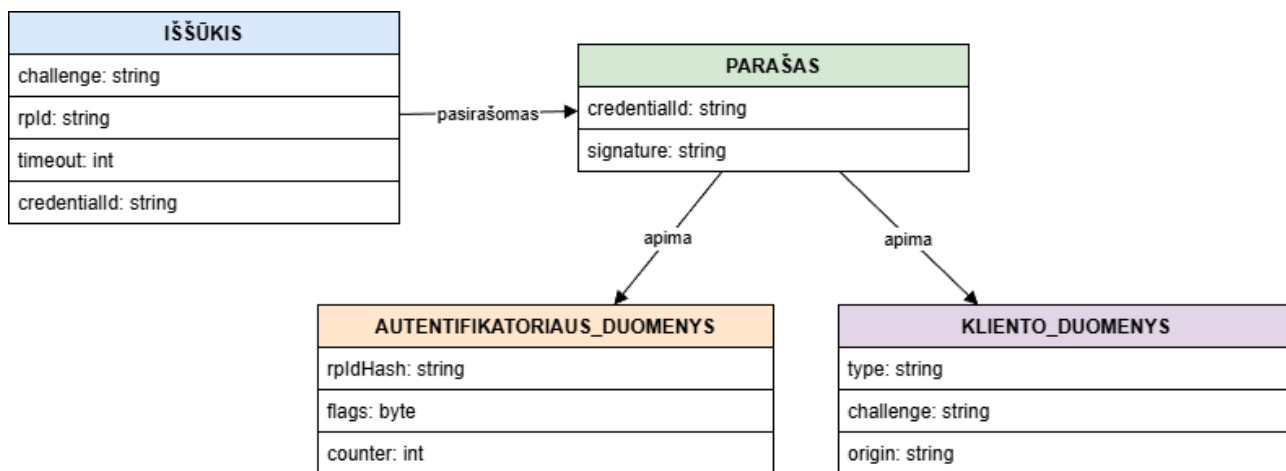 IŠŠŪKIS
challenge: string
rpId: string
timeout: int
credentialId: string
pasirašomas
PARAŠAS
credentialId: string
signature: string
apima
apima
AUTENTIFIKATORIAUS_DUOMENYS
rpIdHash: string
flags: byte
counter: int
KLIENTO_DUOMENYS
type: string
challenge: string
origin: string